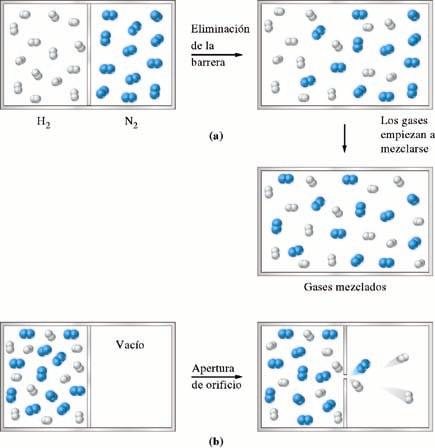 Eliminación
de la
barrera
H₂
N₂
(a)
Los gases
empiezan a
mezclarse
Gases mezclados
Vacío
Apertura
de orificio
(b)